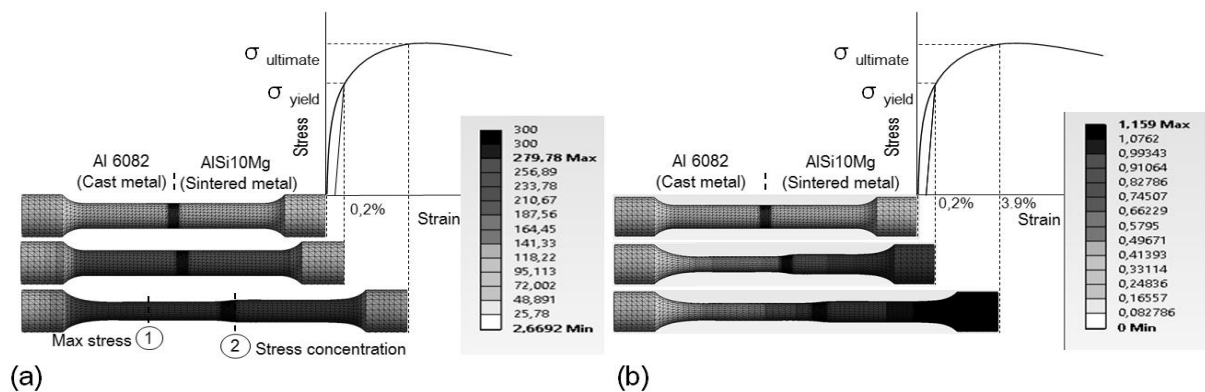 σ ultimate
σ yield
Stress
Al 6082
(Cast metal)
AlSi10Mg
(Sintered metal)
0,2%
Strain
Max stress
1
2
Stress concentration
300
300
279,78 Max
256,89
233,78
210,67
187,56
164,45
141,33
118,22
95,113
72,002
48,891
25,78
2,6692 Min
(a)
σ ultimate
σ yield
Stress
Al 6082
(Cast metal)
AlSi10Mg
(Sintered metal)
0,2%
3.9%
Strain
1,159 Max
1,0762
0,99343
0,91064
0,82786
0,74507
0,66229
0,5795
0,49671
0,41393
0,33114
0,24836
0,16557
0,082786
0 Min
(b)